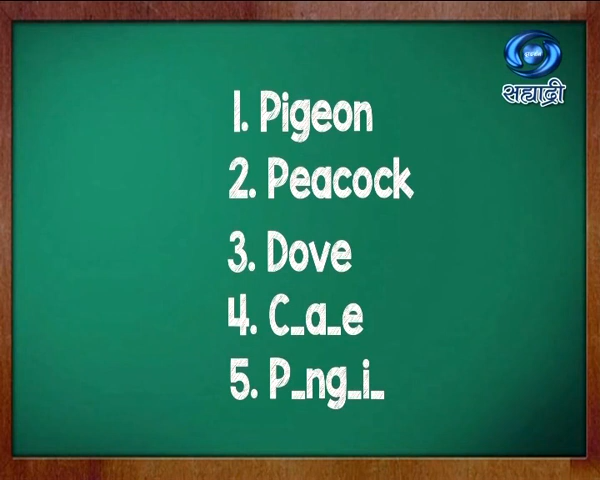 सह्याद्री
1. Pigeon
2. Peacock
3. Dove
4. C_a_e
5. P_ng_i_